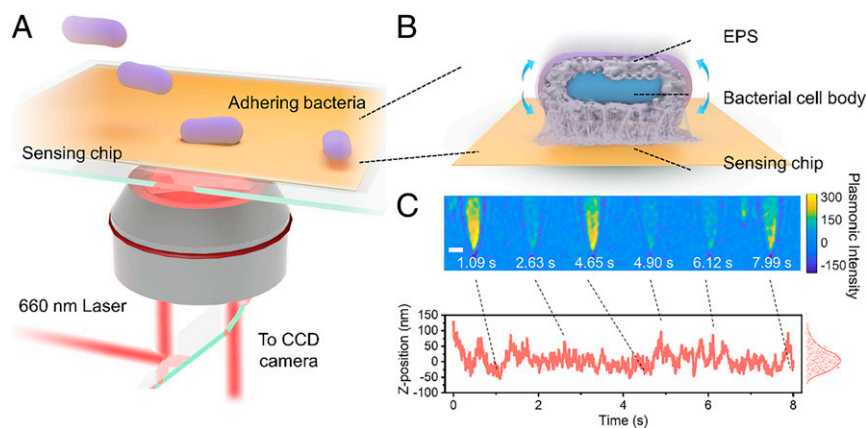 A
Adhering bacteria
Sensing chip
660 nm Laser
To CCD
camera
B
EPS
Bacterial cell body
Sensing chip
C
1.09 s 2.63 s 4.65 s 4.90 s 6.12 s 7.99 s
300
150
0
-150
Plasmonic Intensity
Z-position (nm)
150
100
50
0
-50
-100
0 2 4 6 8
Time (s)